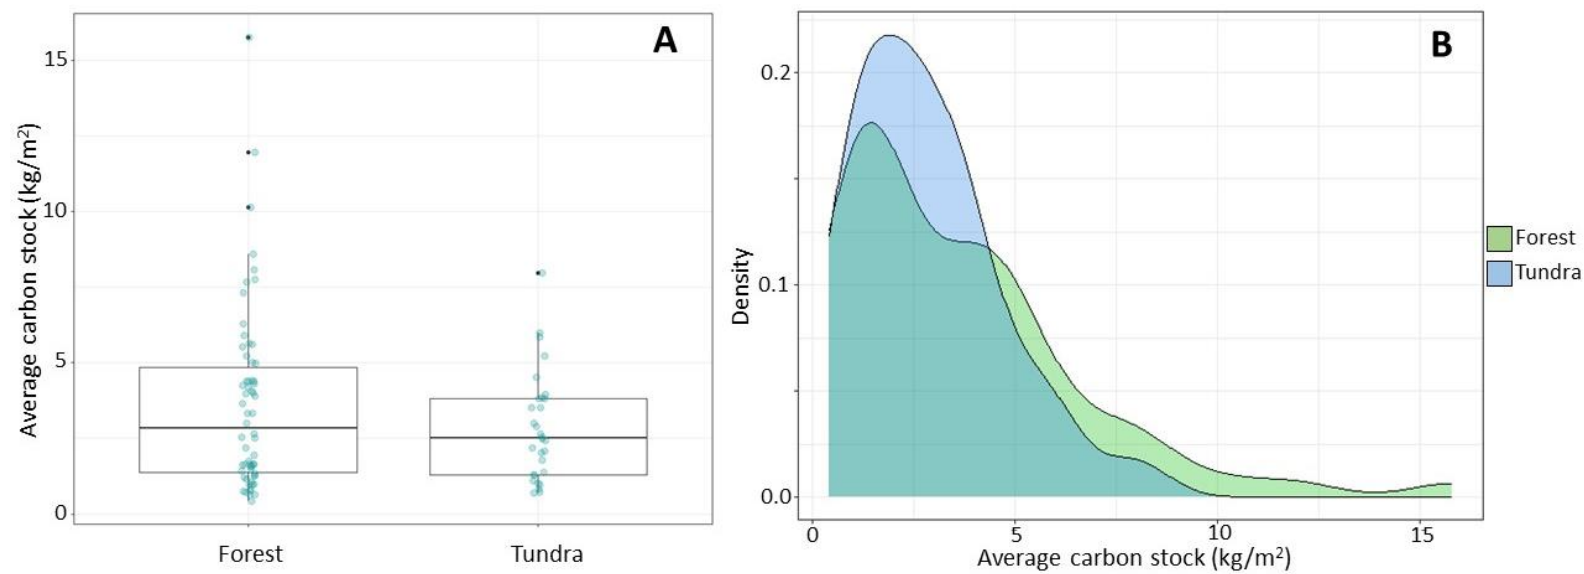 A
15
10
5
0
Average carbon stock (kg/m²)
Forest
Tundra
B
0.2
0.1
0.0
Density
0
5
10
15
Average carbon stock (kg/m²)
Forest
Tundra